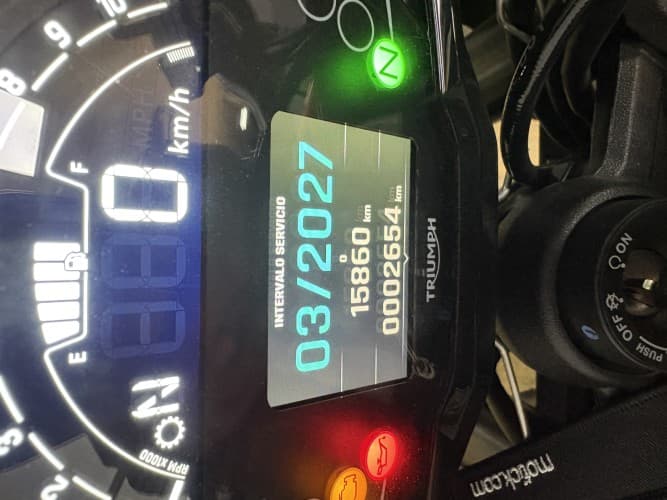 8
9
10
MPH
0
km/h
F
E
N
RPM x1000
3
2
N
INTERVALO SERVICIO
03/2027
o
15860 km
0002654 km
TRIUMPH
ON
OFF
PUSH
motick.com